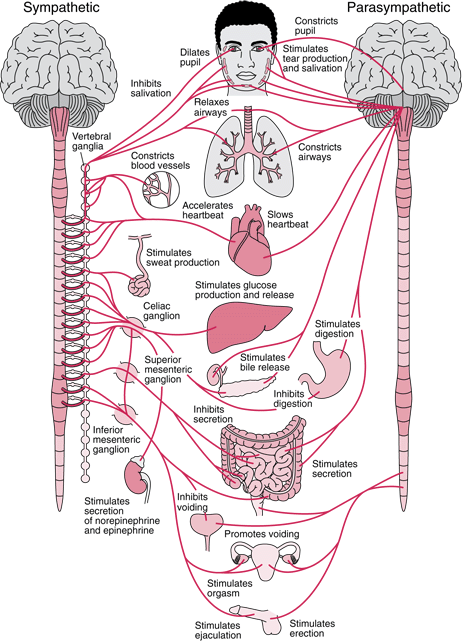 Sympathetic
Parasympathetic
Constricts
pupil
Dilates
pupil
Stimulates
tear production
and salivation
Inhibits
salivation
Relaxes
airways
Vertebral
ganglia
Constricts
blood vessels
Constricts
airways
Accelerates
heartbeat
Slows
heartbeat
Stimulates
sweat production
Stimulates glucose
production and release
Celiac
ganglion
Stimulates
digestion
Superior
mesenteric
ganglion
Stimulates
bile release
Inhibits
digestion
Inhibits
secretion
Inferior
mesenteric
ganglion
Stimulates
secretion
Stimulates
secretion
of norepinephrine
and epinephrine
Inhibits
voiding
Promotes voiding
Stimulates
orgasm
Stimulates
ejaculation
Stimulates
erection